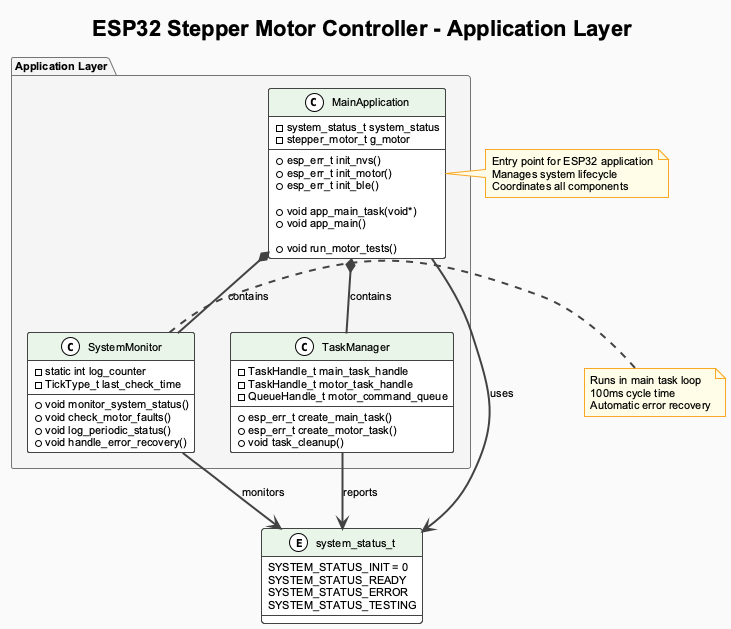 ESP32 Stepper Motor Controller - Application Layer
Application Layer
C MainApplication
system_status_t system_status
stepper_motor_t g_motor
esp_err_t init_nvs()
esp_err_t init_motor()
esp_err_t init_ble()
void app_main_task(void*)
void app_main()
void run_motor_tests()
Entry point for ESP32 application
Manages system lifecycle
Coordinates all components
contains
contains
C SystemMonitor
static int log_counter
TickType_t last_check_time
void monitor_system_status()
void check_motor_faults()
void log_periodic_status()
void handle_error_recovery()
C TaskManager
TaskHandle_t main_task_handle
TaskHandle_t motor_task_handle
QueueHandle_t motor_command_queue
esp_err_t create_main_task()
esp_err_t create_motor_task()
void task_cleanup()
uses
Runs in main task loop
100ms cycle time
Automatic error recovery
monitors
reports
E system_status_t
SYSTEM_STATUS_INIT = 0
SYSTEM_STATUS_READY
SYSTEM_STATUS_ERROR
SYSTEM_STATUS_TESTING